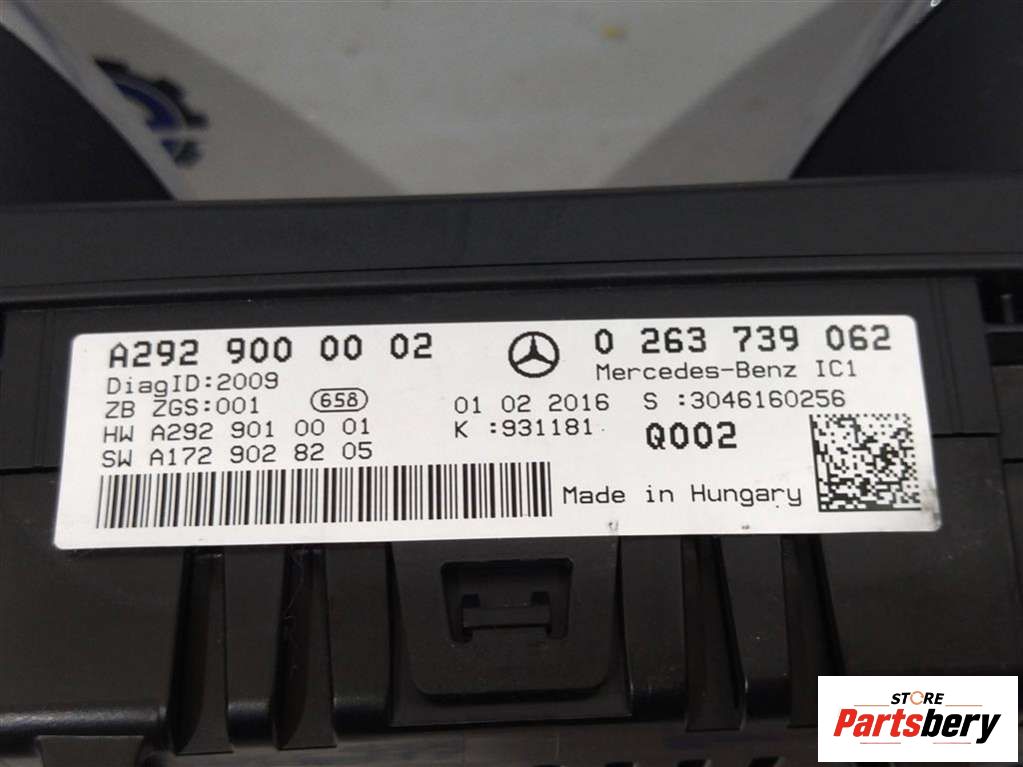 A292 900 00 02
0 263 739 062
DiagID:2009
Mercedes-Benz IC1
ZB ZGS:001
658
01 02 2016
S :3046160256
HW A292 901 00 01
K :931181
Q002
SW A172 902 82 05
Made in Hungary
STORE
Partsbery